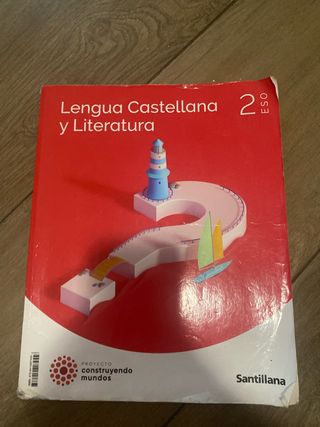 Lengua Castellana
y Literatura
2
ESO
PROYECTO
construyendo
mundos
Santillana